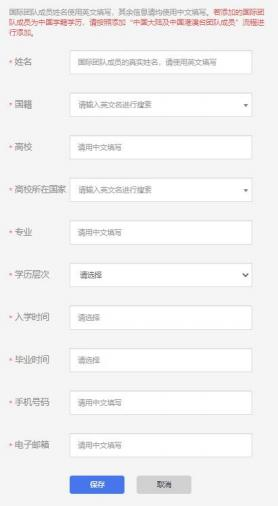 国际团队成员姓名使用英文填写，其余信息请均使用中文填写。若添加的国际团
队成员为中国学籍学历，请按照添加“中国大陆及中国港澳台团队成员”流程进
行添加。
* 姓名 国际团队成员的真实姓名，请使用英文填写
* 国籍 请输入英文名进行搜索
* 高校 请用中文填写
* 高校所在国家 请输入英文名进行搜索
* 专业 请用中文填写
* 学历层次 请选择
* 入学时间 请选择
* 毕业时间 请选择
* 手机号码 请用中文填写
* 电子邮箱 请用中文填写
保存 取消